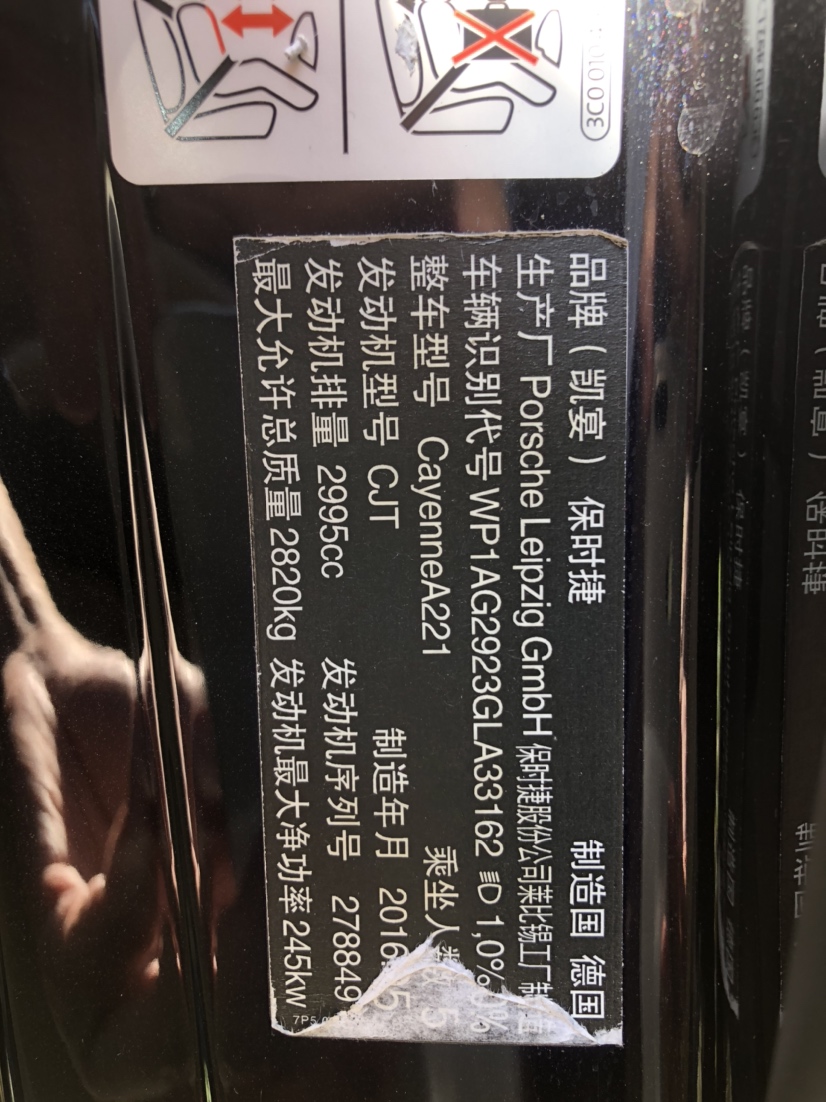 品牌（凯宴） 保时捷 制造国 德国
生产厂 Porsche Leipzig GmbH 保时捷股份公司莱比锡工厂制
车辆识别代号 WP1AG2923GLA33162 1,0%
整车型号 CayenneA221 乘坐人数 5
发动机型号 CJT 制造年月
发动机排量 2995cc 发动机序列号 278849
最大允许总质量 2820kg 发动机最大净功率 245kw
7P5